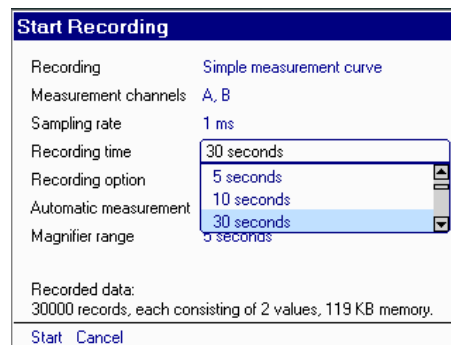 Start Recording
Recording Simple measurement curve
Measurement channels A, B
Sampling rate 1 ms
Recording time 30 seconds
Recording option 5 seconds
10 seconds
Automatic measurement 30 seconds
Magnifier range 5 seconds
Recorded data:
30000 records, each consisting of 2 values, 119 KB memory.
Start Cancel